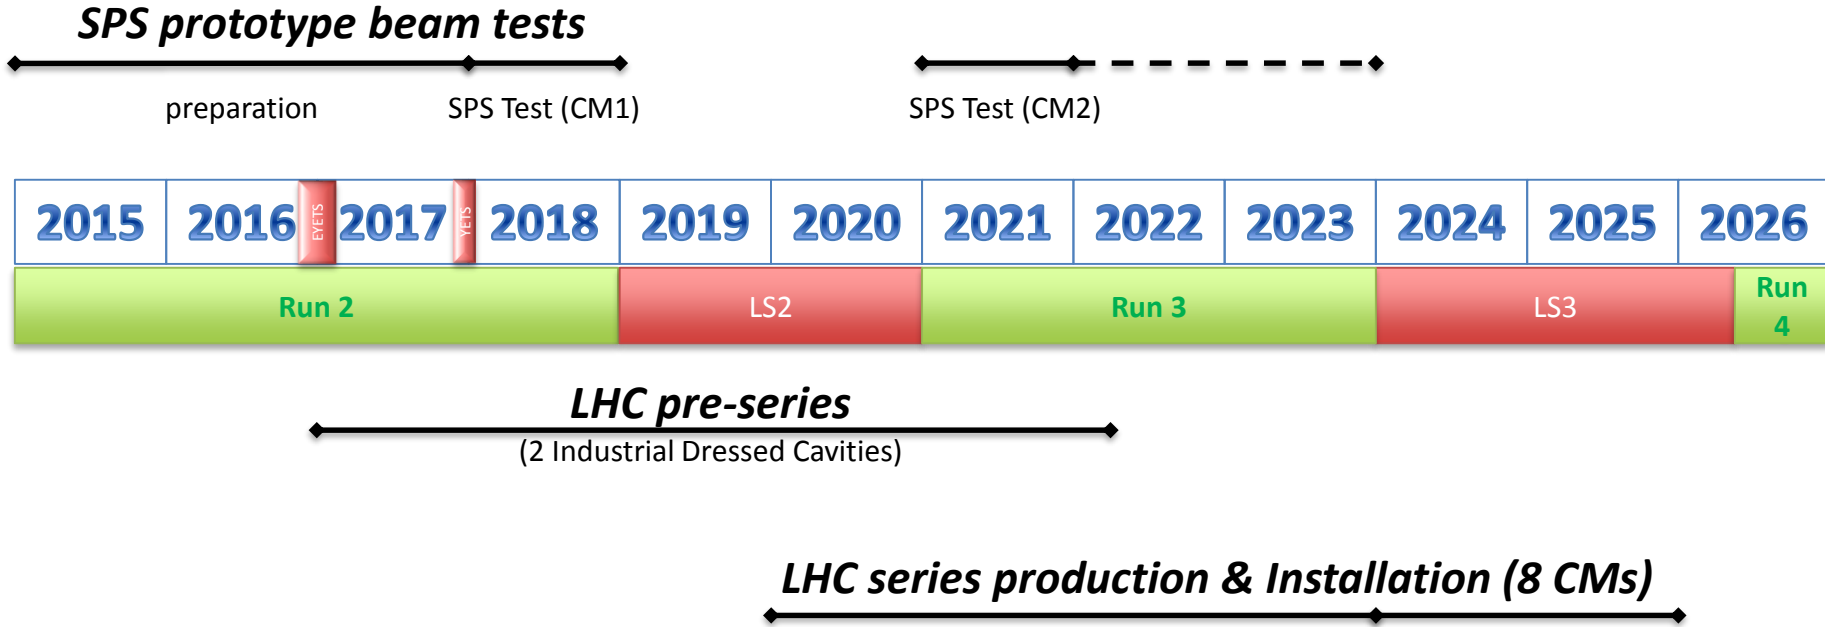 SPS prototype beam tests
preparation
SPS Test (CM1)
SPS Test (CM2)
2015
2016
EYETS
2017
YETS
2018
2019
2020
2021
2022
2023
2024
2025
2026
Run 2
LS2
Run 3
LS3
Run
4
LHC pre-series
(2 Industrial Dressed Cavities)
LHC series production & Installation (8 CMs)